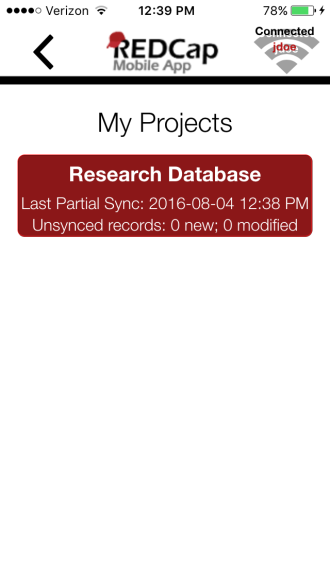 Verizon 12:39 PM 78%
Connected
REDCap jdoe
Mobile App
My Projects
Research Database
Last Partial Sync: 2016-08-04 12:38 PM
Unsynced records: 0 new; 0 modified